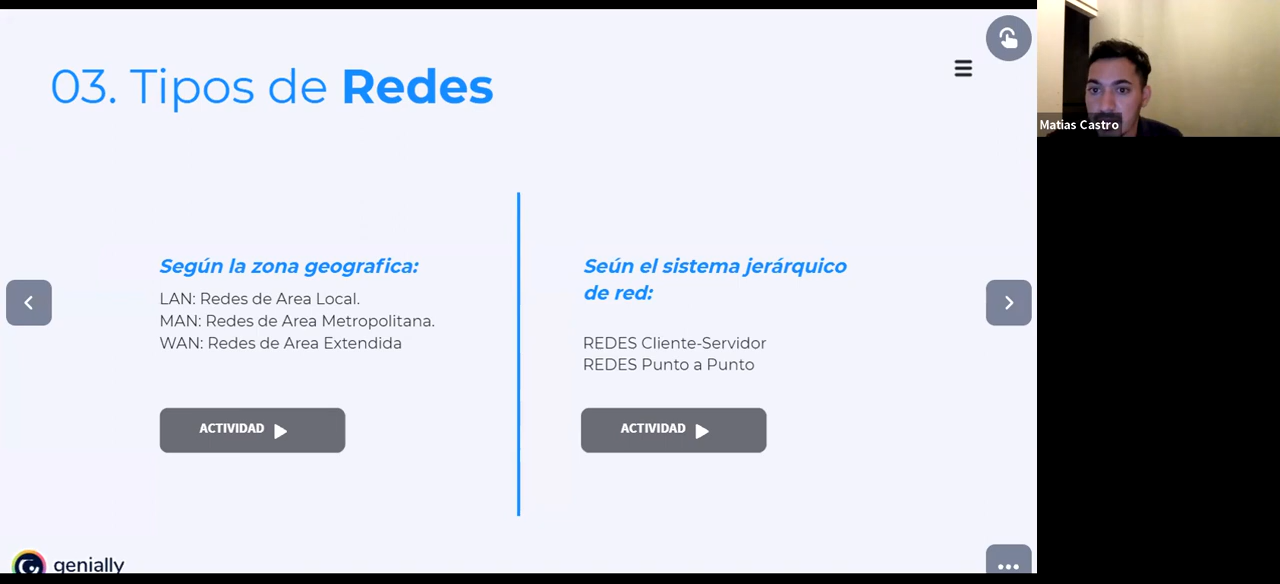 03. Tipos de Redes
Matias Castro
Según la zona geografica:
LAN: Redes de Area Local.
MAN: Redes de Area Metropolitana.
WAN: Redes de Area Extendida
ACTIVIDAD
Seún el sistema jerárquico
de red:
REDES Cliente-Servidor
REDES Punto a Punto
ACTIVIDAD
genially